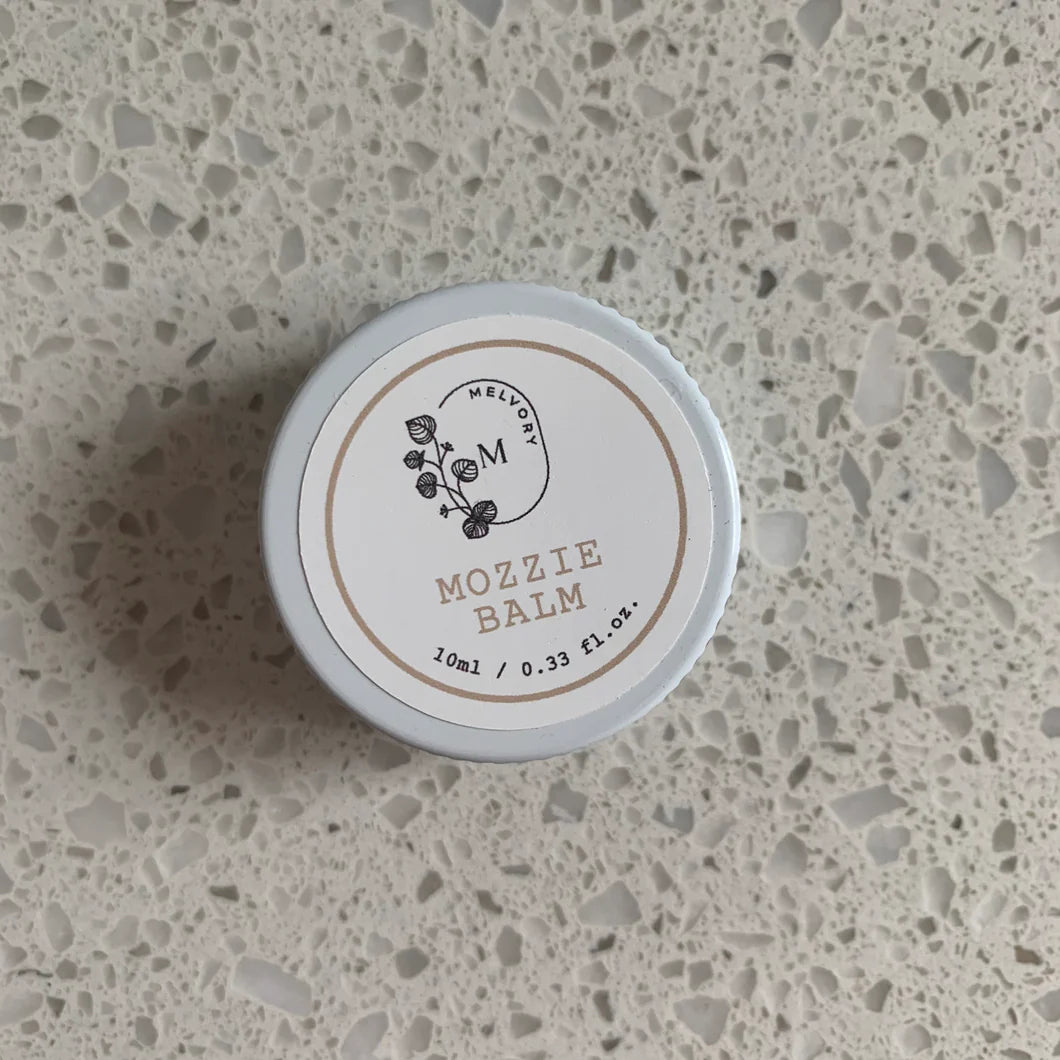 MELVORY
M
MOZZIE
BALM
10ml / 0.33 fl.oz.